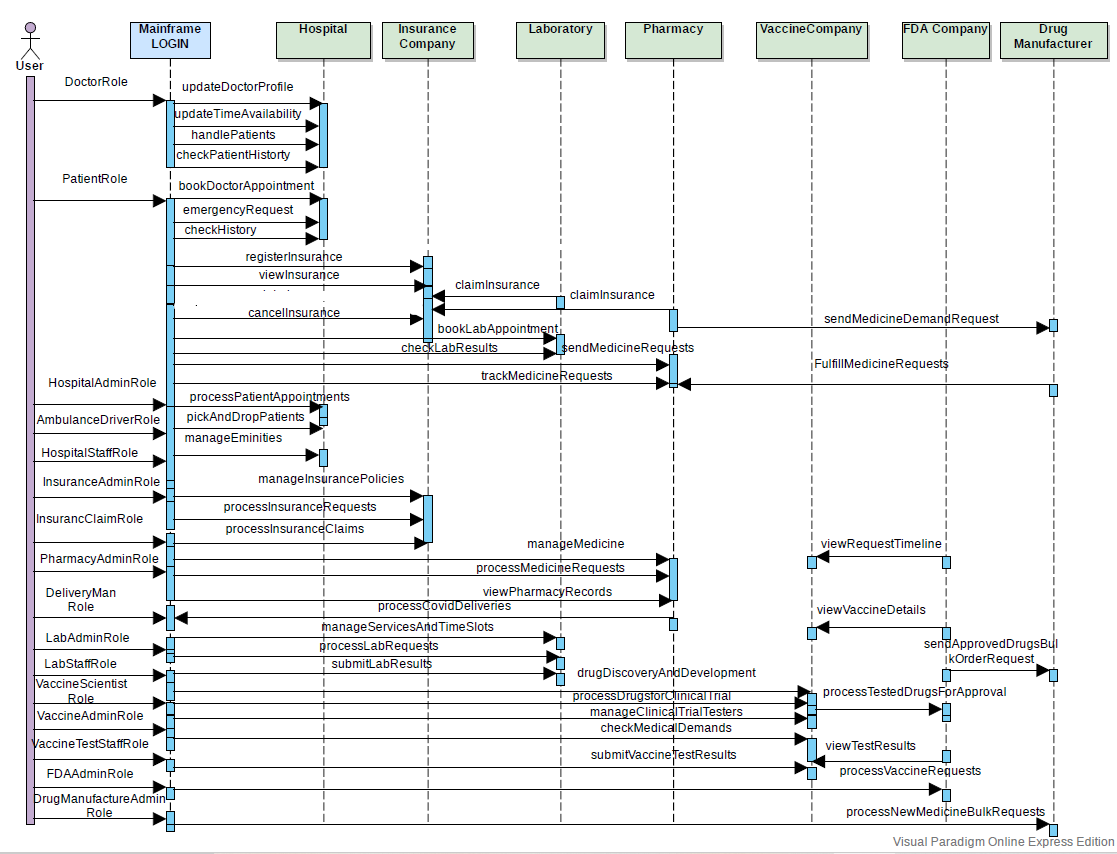 User
Mainframe
LOGIN
Hospital
Insurance
Company
Laboratory
Pharmacy
VaccineCompany
FDA Company
Drug
Manufacturer
DoctorRole
updateDoctorProfile
updateTimeAvailability
handlePatients
checkPatientHistorty
PatientRole
bookDoctorAppointment
emergencyRequest
checkHistory
registerInsurance
viewInsurance
claimInsurance
claimInsurance
cancelInsurance
sendMedicineDemandRequest
bookLabAppointment
checkLabResults
sendMedicineRequests
trackMedicineRequests
FulfillMedicineRequests
HospitalAdminRole
processPatientAppointments
AmbulanceDriverRole
pickAndDropPatients
manageEminities
HospitalStaffRole
InsuranceAdminRole
manageInsurancePolicies
processInsuranceRequests
InsurancClaimRole
processInsuranceClaims
manageMedicine
viewRequestTimeline
PharmacyAdminRole
processMedicineRequests
DeliveryMan
Role
viewPharmacyRecords
processCovidDeliveries
viewVaccineDetails
manageServicesAndTimeSlots
LabAdminRole
processLabRequests
sendApprovedDrugsBul
kOrderRequest
LabStaffRole
submitLabResults
drugDiscoveryAndDevelopment
VaccineScientist
Role
processDrugsforClinicalTrial
processTestedDrugsForApproval
VaccineAdminRole
manageClinicalTrialTesters
checkMedicalDemands
VaccineTestStaffRole
viewTestResults
submitVaccineTestResults
FDAAdminRole
processVaccineRequests
DrugManufactureAdmin
Role
processNewMedicineBulkRequests
Visual Paradigm Online Express Edition